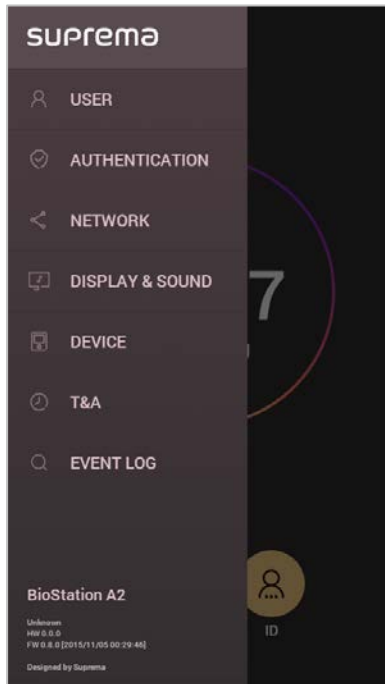 suprema
USER
AUTHENTICATION
NETWORK
DISPLAY & SOUND
7
DEVICE
T&A
EVENT LOG
BioStation A2
Unknown
HW 0.0.0
FW 0.8.0 [2015/11/05 00:29:46]
ID
Designed by Suprema